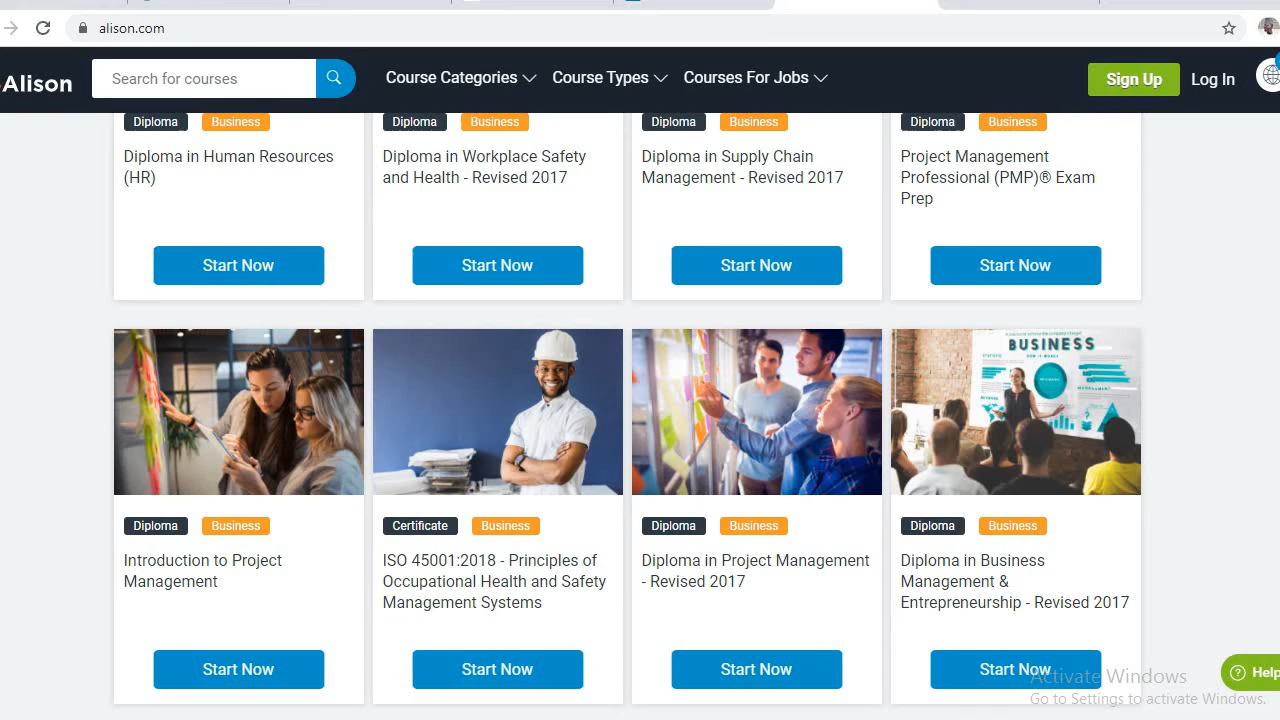 alison.com
Alison
Search for courses
Course Categories
Course Types
Courses For Jobs
Sign Up
Log In
Diploma Business
Diploma in Human Resources
(HR)
Start Now
Diploma Business
Diploma in Workplace Safety
and Health - Revised 2017
Start Now
Diploma Business
Diploma in Supply Chain
Management - Revised 2017
Start Now
Diploma Business
Project Management
Professional (PMP)® Exam
Prep
Start Now
Diploma Business
Introduction to Project
Management
Start Now
Certificate Business
ISO 45001:2018 - Principles of
Occupational Health and Safety
Management Systems
Start Now
Diploma Business
Diploma in Project Management
- Revised 2017
Start Now
BUSINESS
Diploma Business
Diploma in Business
Management &
Entrepreneurship - Revised 2017
Start Now
Activate Windows
Go to Settings to activate Windows.
Help